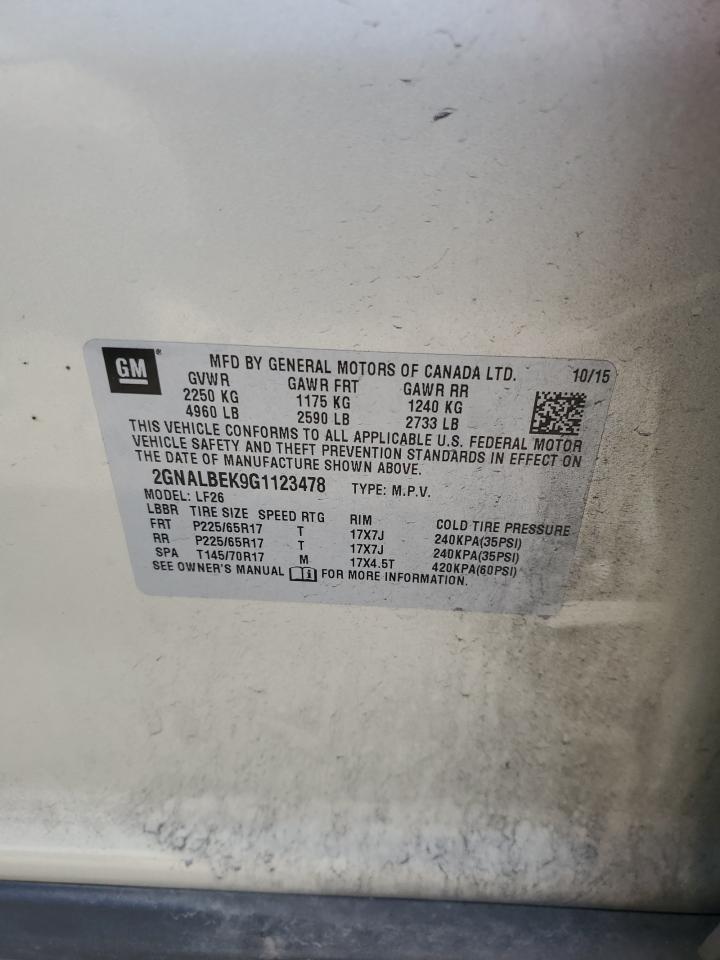 GM ®
MFD BY GENERAL MOTORS OF CANADA LTD. 10/15
GVWR GAWR FRT GAWR RR
2250 KG 1175 KG 1240 KG
4960 LB 2590 LB 2733 LB
THIS VEHICLE CONFORMS TO ALL APPLICABLE U.S. FEDERAL MOTOR
VEHICLE SAFETY AND THEFT PREVENTION STANDARDS IN EFFECT ON
THE DATE OF MANUFACTURE SHOWN ABOVE.
2GNALBEK9G1123478 TYPE: M.P.V.
MODEL: LF26
LBBR TIRE SIZE SPEED RTG RIM COLD TIRE PRESSURE
FRT P225/65R17 T 17X7J 240KPA(35PSI)
RR P225/65R17 T 17X7J 240KPA(35PSI)
SPA T145/70R17 M 17X4.5T 420KPA(60PSI)
SEE OWNER'S MANUAL FOR MORE INFORMATION.